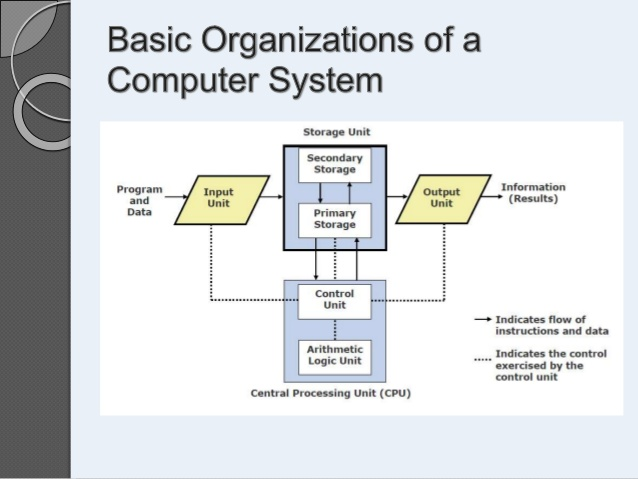 Basic Organizations of a
Computer System
Storage Unit
Secondary
Storage
Program
and
Data
Input
Unit
Primary
Storage
Output
Unit
Information
(Results)
Control
Unit
Arithmetic
Logic Unit
Central Processing Unit (CPU)
Indicates flow of
instructions and data
Indicates the control
exercised by the
control unit